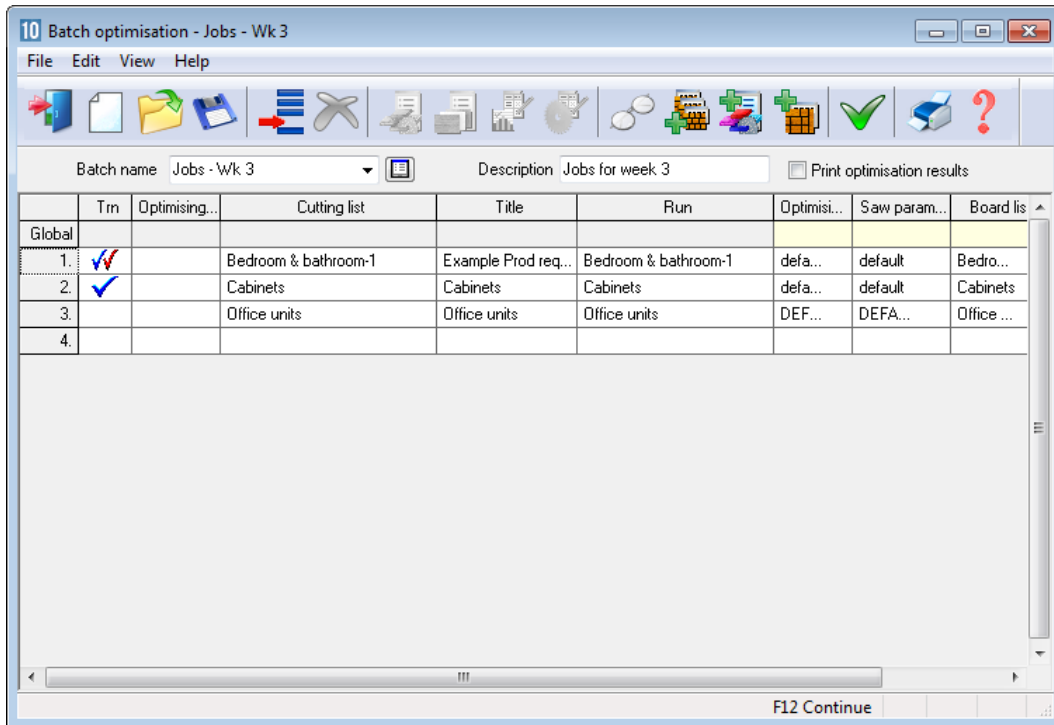 10 Batch optimisation - Jobs - Wk 3
File Edit View Help
Batch name Jobs - Wk 3 Description Jobs for week 3 Print optimisation results
Trn Optimising... Cutting list Title Run Optimisi... Saw param... Board lis
Global
1. Bedroom & bathroom-1 Example Prod req... Bedroom & bathroom-1 defa... default Bedro...
2. Cabinets Cabinets Cabinets defa... default Cabinets
3. Office units Office units Office units DEF... DEFA... Office ...
4.
F12 Continue